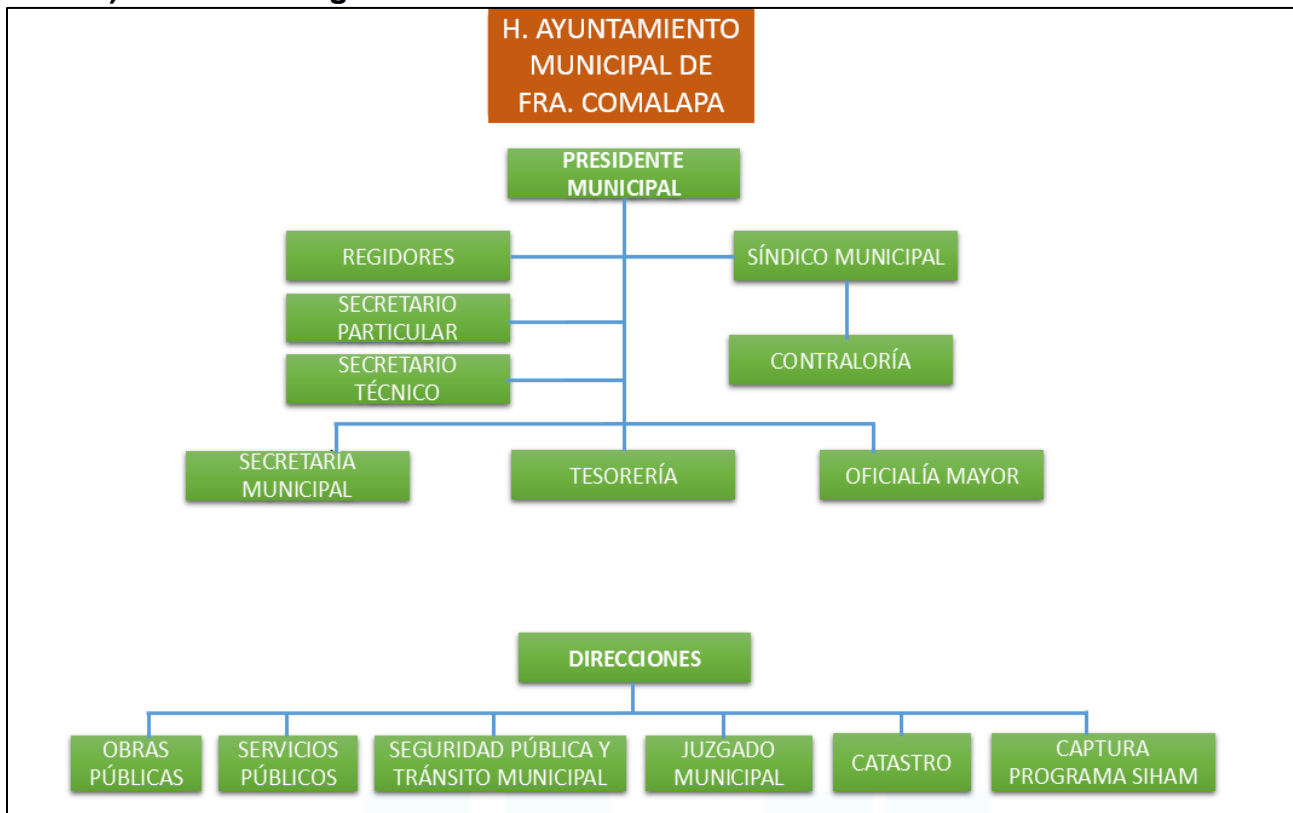 H. AYUNTAMIENTO
MUNICIPAL DE
FRA. COMALAPA
PRESIDENTE
MUNICIPAL
REGIDORES
SÍNDICO MUNICIPAL
SECRETARIO
PARTICULAR
SECRETARIO
TÉCNICO
CONTRALORÍA
SECRETARÍA
MUNICIPAL
TESORERÍA
OFICIALÍA MAYOR
DIRECCIONES
OBRAS
PÚBLICAS
SERVICIOS
PÚBLICOS
SEGURIDAD PÚBLICA Y
TRÁNSITO MUNICIPAL
JUZGADO
MUNICIPAL
CATASTRO
CAPTURA
PROGRAMA SIHAM